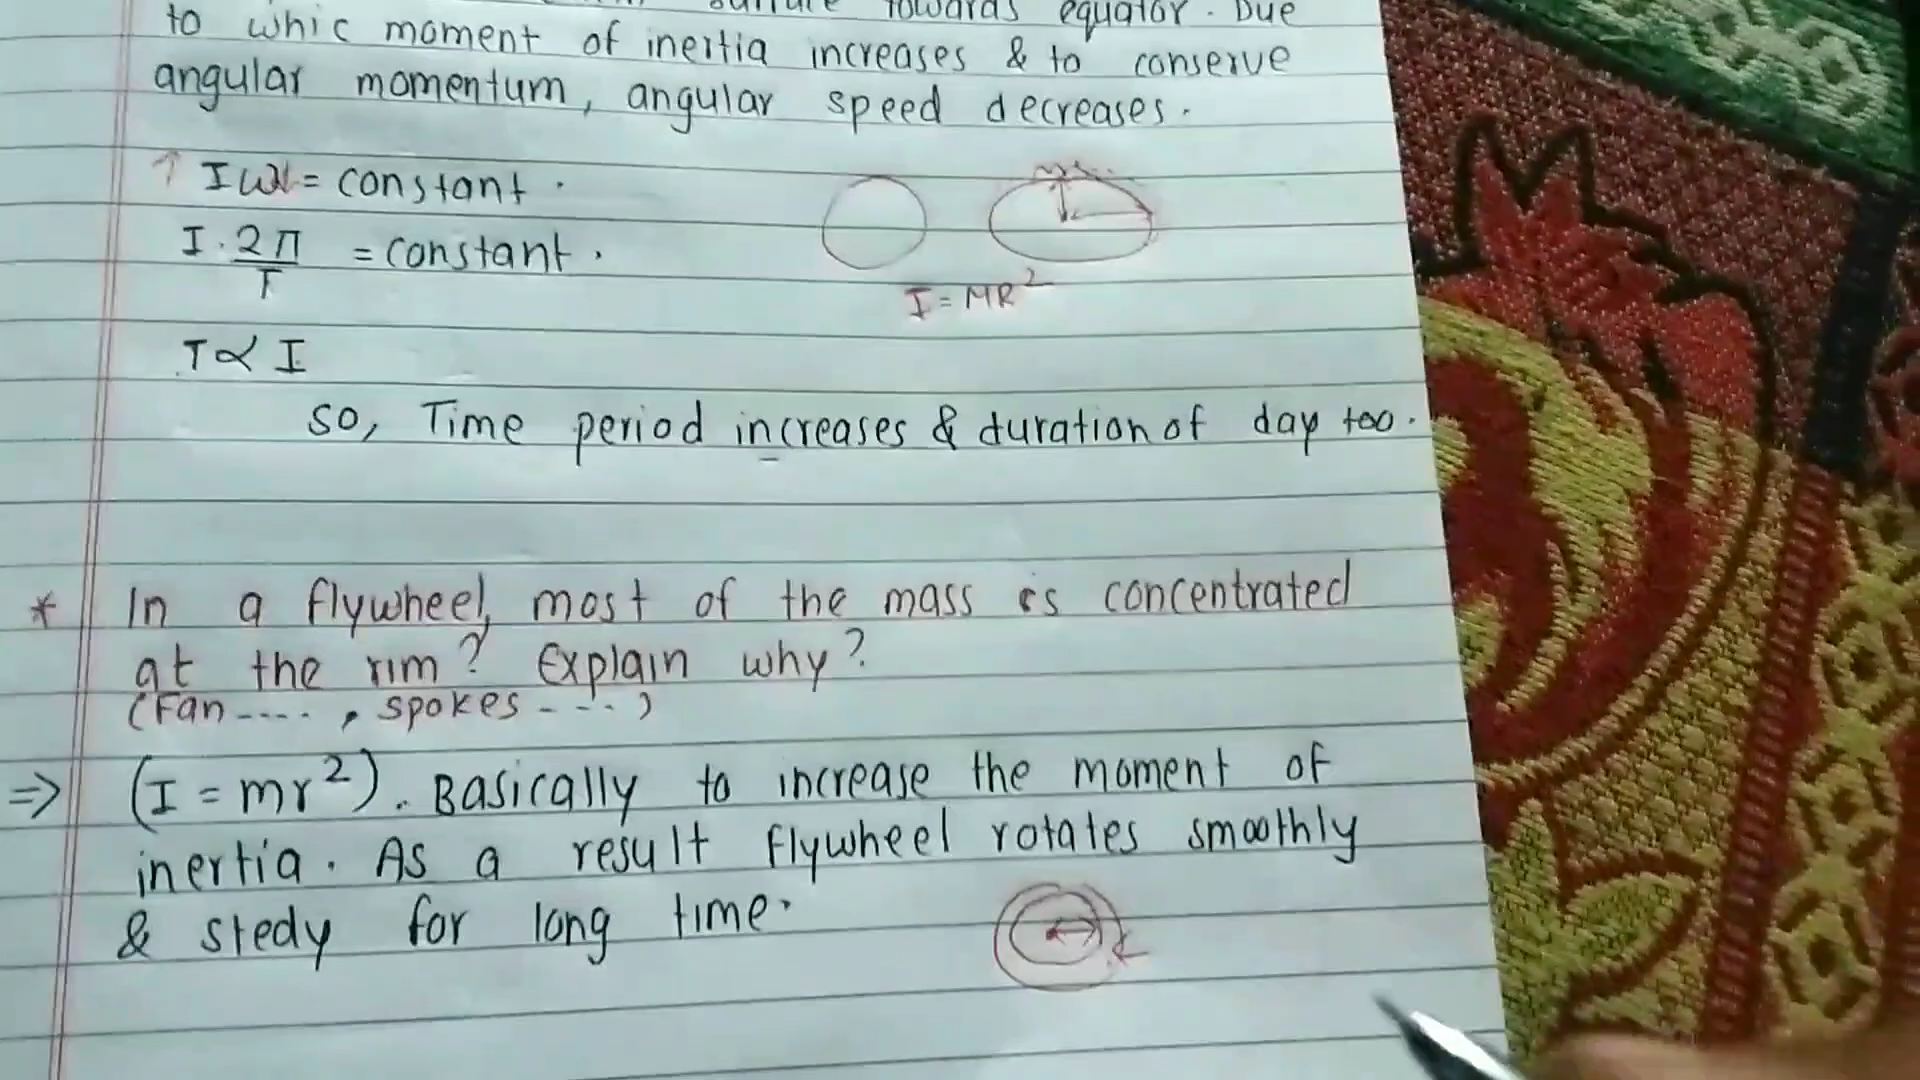 towards equator. Due
to whic moment of inertia increases & to conserve
angular momentum, angular speed decreases.
↑ Iω↓ = constant.
I.2π/T = constant.
I = MR²
T ∝ I
so, Time period increases & duration of day too.
* In a flywheel, most of the mass is concentrated
at the rim? Explain why?
(Fan ----, spokes ----)
⇒ (I = mr²). Basically to increase the moment of
inertia. As a result flywheel rotates smoothly
& stedy for long time.